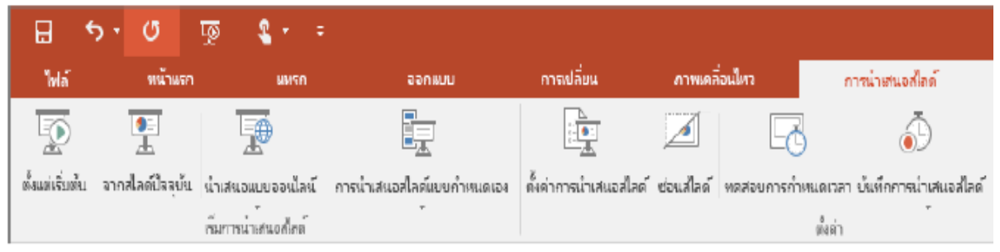 ไฟล์ หน้าแรก แทรก ออกแบบ การเปลี่ยน ภาพเคลื่อนไหว การนำเสนอสไลด์
ตั้งแต่เริ่มต้น จากสไลด์ปัจจุบัน นำเสนอแบบออนไลน์ การนำเสนอสไลด์แบบกำหนดเอง ตั้งค่าการนำเสนอสไลด์ ซ่อนสไลด์ ทดสอบการกำหนดเวลา บันทึกการนำเสนอสไลด์
เริ่มการนำเสนอสไลด์ ตั้งค่า